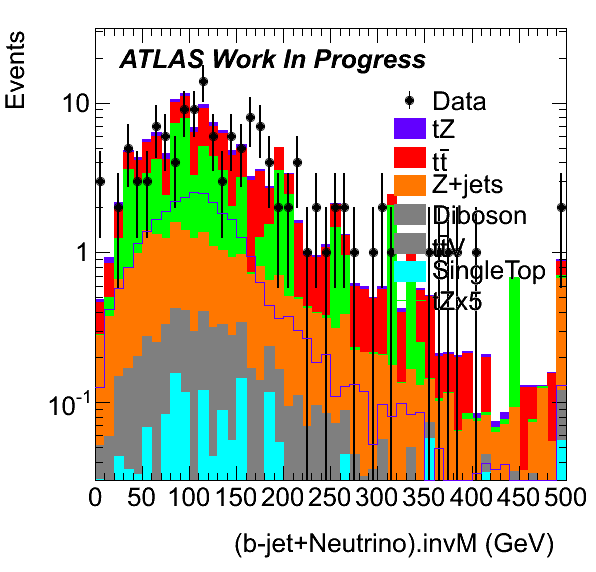 ATLAS Work In Progress
Events
Data
tZ
tt̄
Z+jets
Diboson
tt̄V
SingleTop
tZx5
10
1
10⁻¹
0 50 100 150 200 250 300 350 400 450 500
(b-jet+Neutrino).invM (GeV)